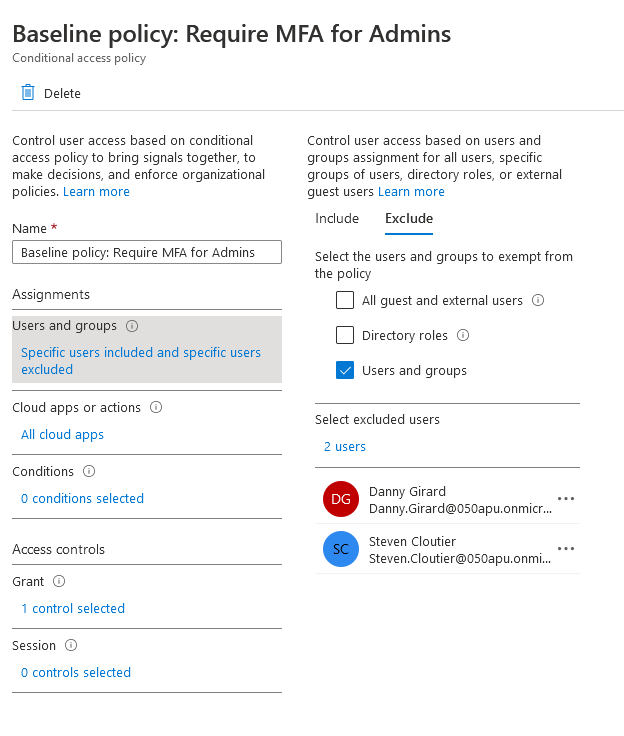 Baseline policy: Require MFA for Admins
Conditional access policy
Delete
Control user access based on conditional
access policy to bring signals together, to
make decisions, and enforce organizational
policies. Learn more
Name *
Baseline policy: Require MFA for Admins
Assignments
Users and groups
Specific users included and specific users
excluded
Cloud apps or actions
All cloud apps
Conditions
0 conditions selected
Access controls
Grant
1 control selected
Session
0 controls selected
Control user access based on users and
groups assignment for all users, specific
groups of users, directory roles, or external
guest users Learn more
Include Exclude
Select the users and groups to exempt from
the policy
All guest and external users
Directory roles
Users and groups
Select excluded users
2 users
DG
Danny Girard
Danny.Girard@050apu.onmicr...
SC
Steven Cloutier
Steven.Cloutier@050apu.onmi...